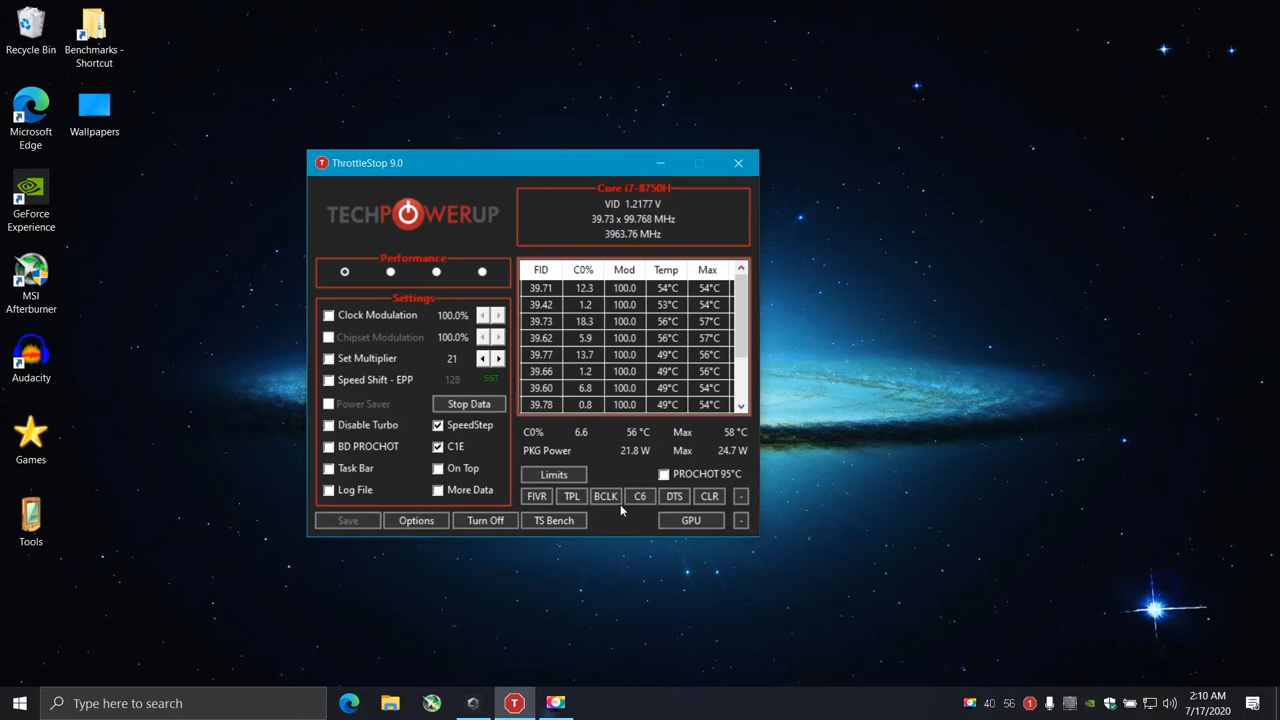 Recycle Bin
Benchmarks -
Shortcut
Microsoft
Edge
Wallpapers
GeForce
Experience
MSI
Afterburner
Audacity
Games
Tools
T
ThrottleStop 9.0
TECHPOWERUP
Core i7-8750H
VID 1.2177 V
39.73 x 99.768 MHz
3963.76 MHz
Performance
Settings
Clock Modulation 100.0%
Chipset Modulation 100.0%
Set Multiplier 21
Speed Shift - EPP 128 SST
Power Saver Stop Data
Disable Turbo SpeedStep
BD PROCHOT C1E
Task Bar On Top
Log File More Data
FID C0% Mod Temp Max
39.71 12.3 100.0 54°C 54°C
39.42 1.2 100.0 53°C 54°C
39.73 18.3 100.0 56°C 57°C
39.62 5.9 100.0 56°C 57°C
39.77 13.7 100.0 49°C 56°C
39.66 1.2 100.0 49°C 56°C
39.60 6.8 100.0 49°C 54°C
39.78 0.8 100.0 49°C 54°C
C0% 6.6 56 °C Max 58 °C
PKG Power 21.8 W Max 24.7 W
Limits PROCHOT 95°C
FIVR TPL BCLK C6 DTS CLR -
Save Options Turn Off TS Bench GPU -
Type here to search
T
40 56 1
2:10 AM
7/17/2020